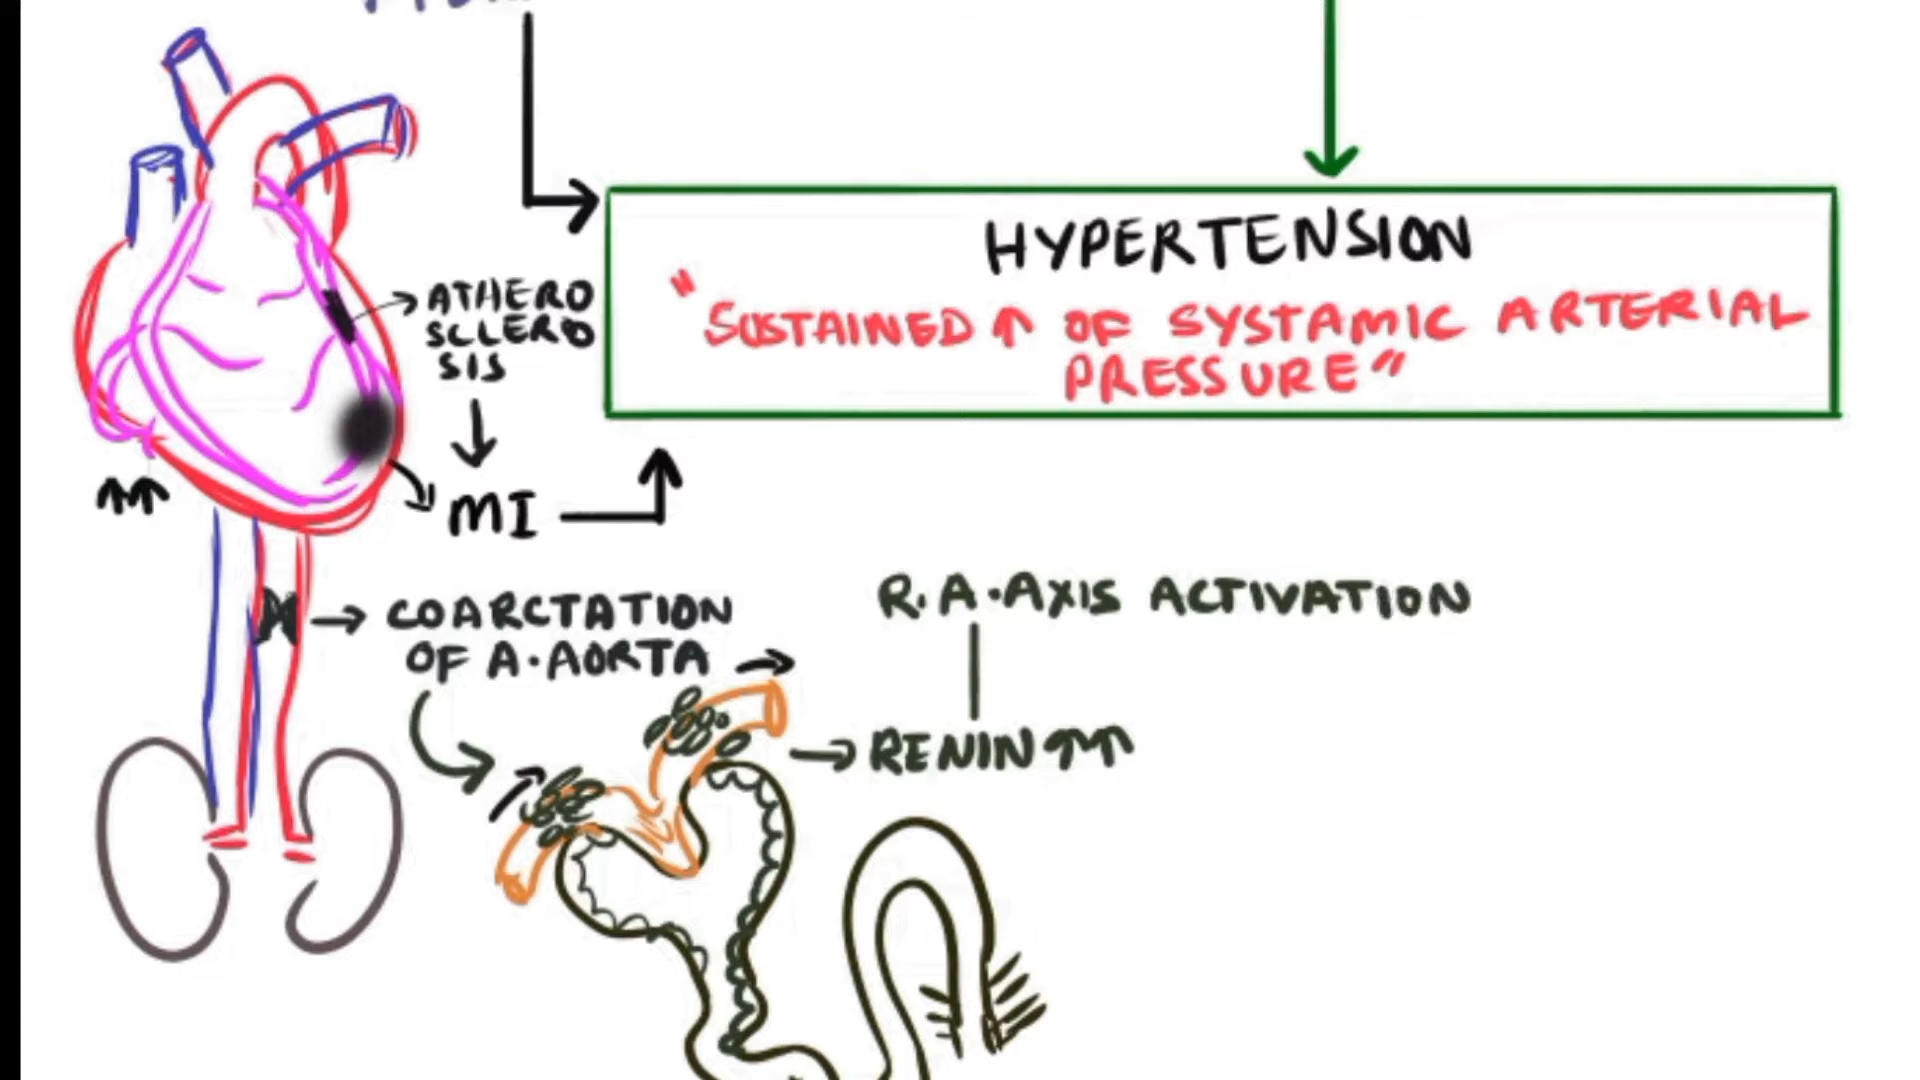 HYPERTENSION
"SUSTAINED ↑ OF SYSTAMIC ARTERIAL
PRESSURE"
ATHERO
SCLERO
SIS
MI
COARCTATION
OF A.AORTA
R.A.AXIS ACTIVATION
RENIN ↑↑